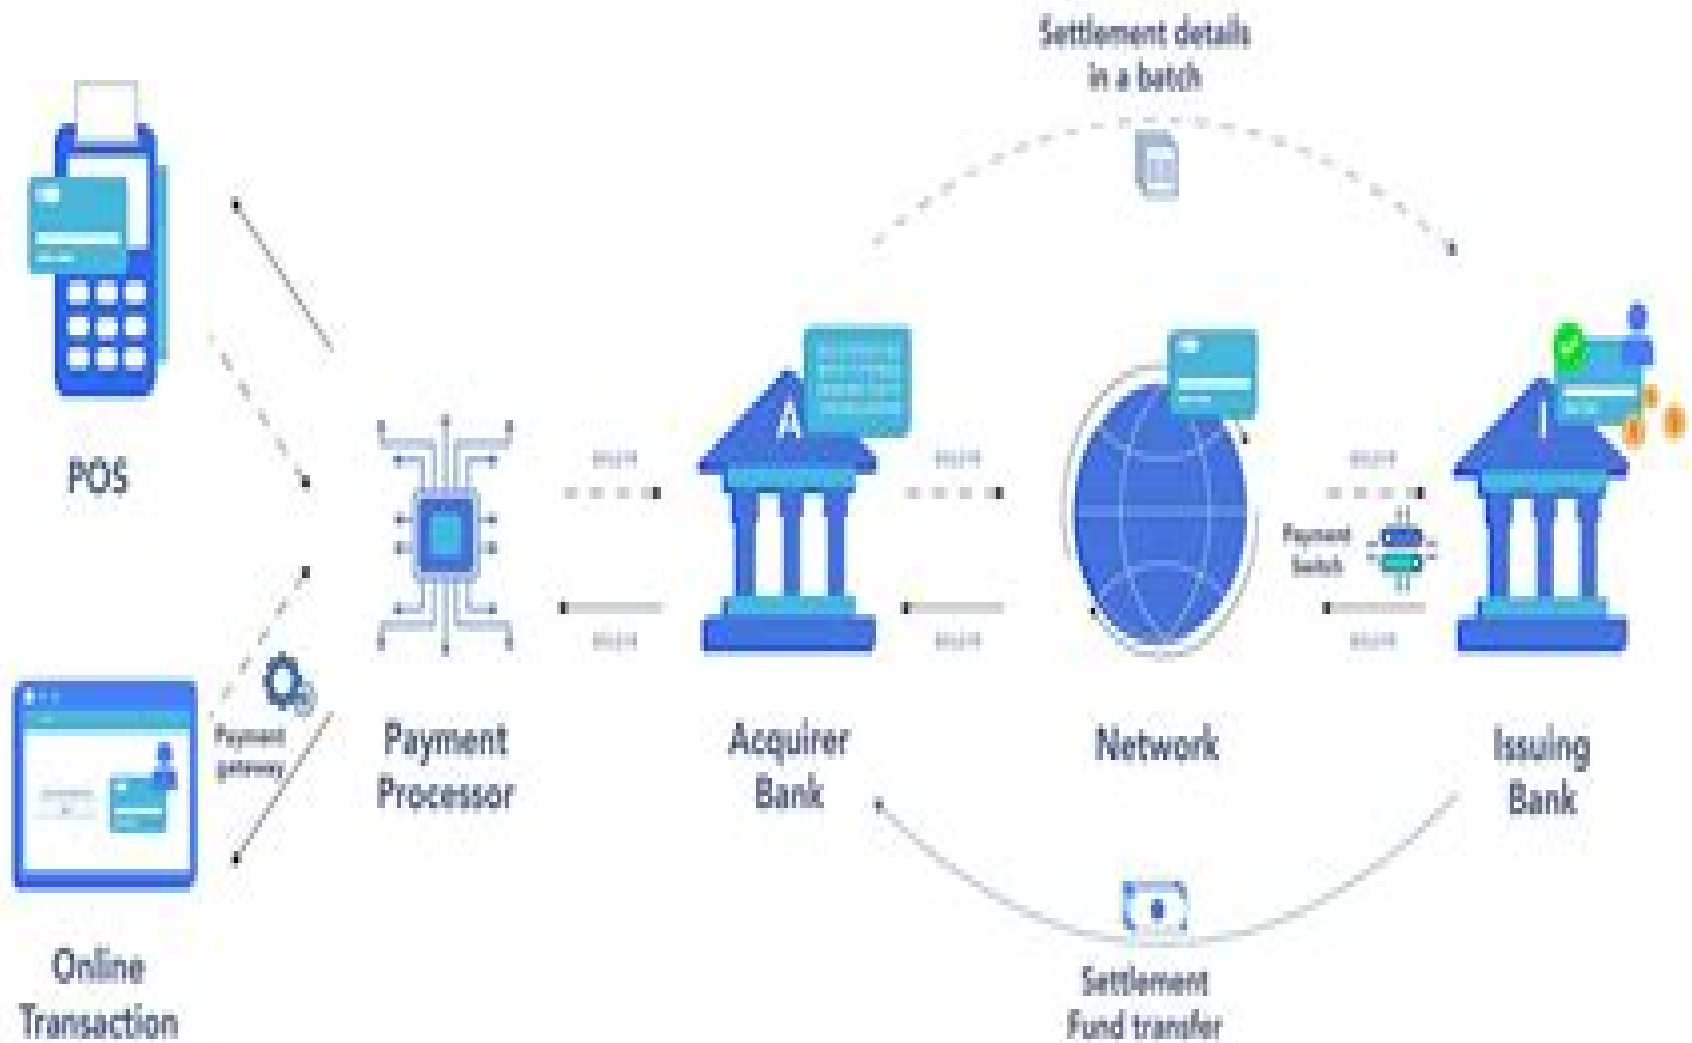 Settlement details
in a batch
POS
A
I
Payment
Switch
Payment
gateway
Payment
Processor
Acquirer
Bank
Network
Issuing
Bank
Online
Transaction
Settlement
Fund transfer